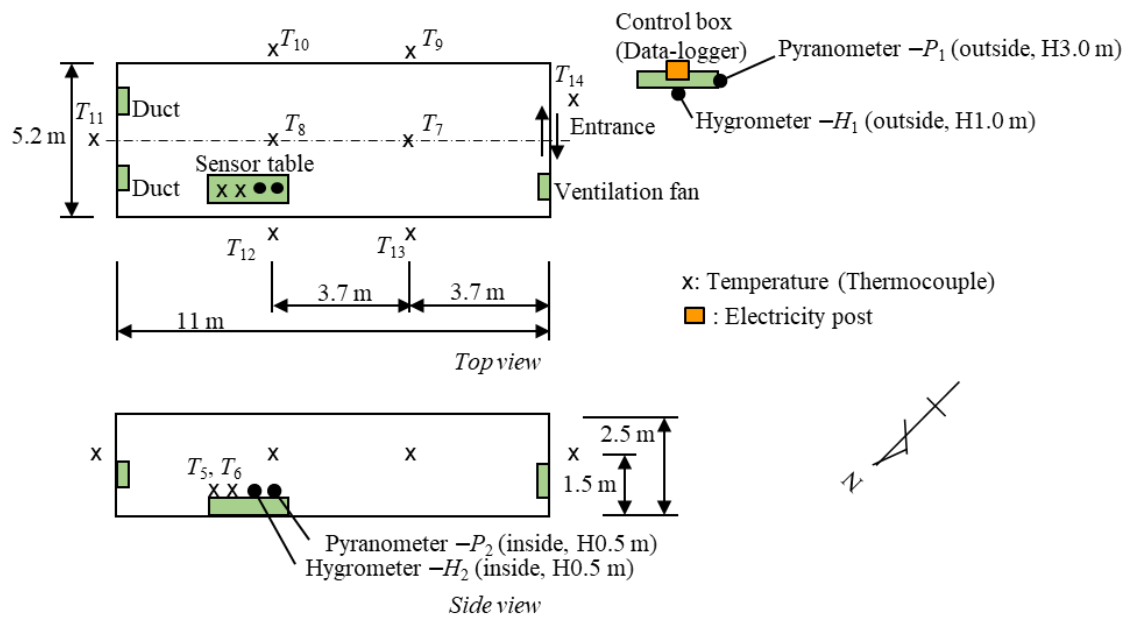 T10
T9
Control box
(Data-logger)
Pyranometer –P1 (outside, H3.0 m)
T14
T11
Duct
5.2 m
T8
T7
Entrance
Hygrometer –H1 (outside, H1.0 m)
Sensor table
Duct
Ventilation fan
T12
T13
3.7 m
3.7 m
x: Temperature (Thermocouple)
11 m
: Electricity post
Top view
2.5 m
T5, T6
1.5 m
N
Pyranometer –P2 (inside, H0.5 m)
Hygrometer –H2 (inside, H0.5 m)
Side view